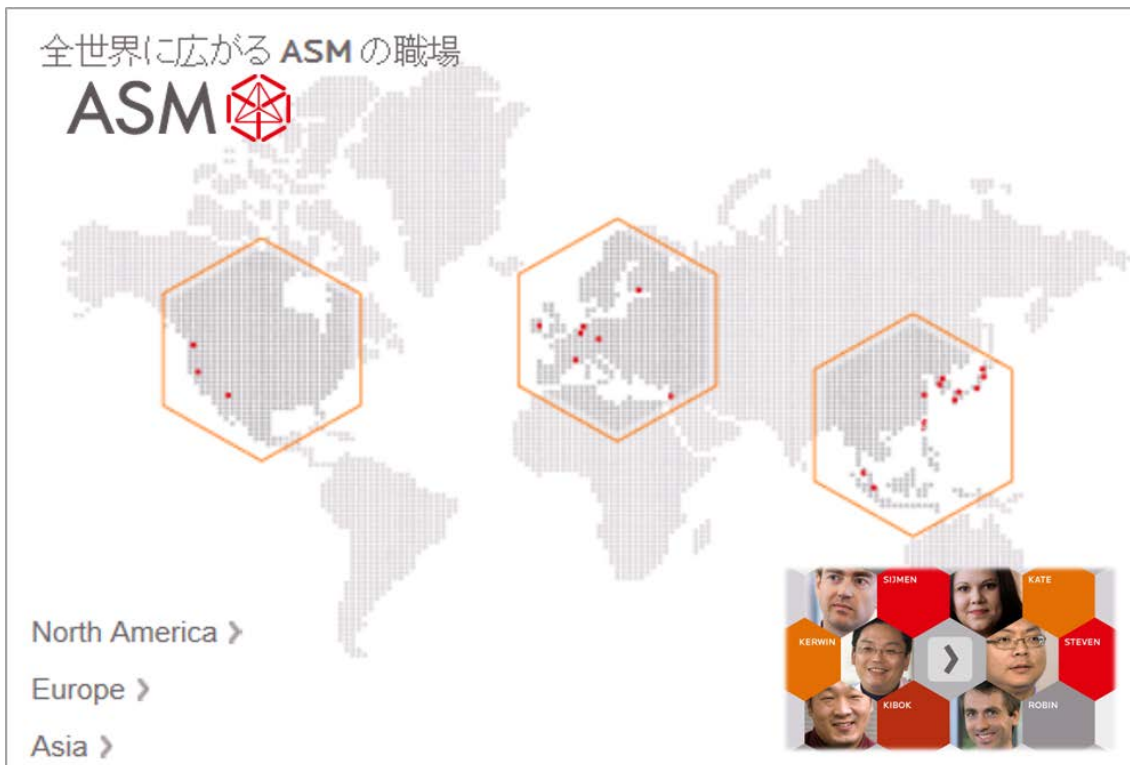 全世界に広がる ASM の職場
ASM
North America ❯
Europe ❯
Asia ❯
SIJMEN
KATE
KERWIN
STEVEN
KIBOK
ROBIN